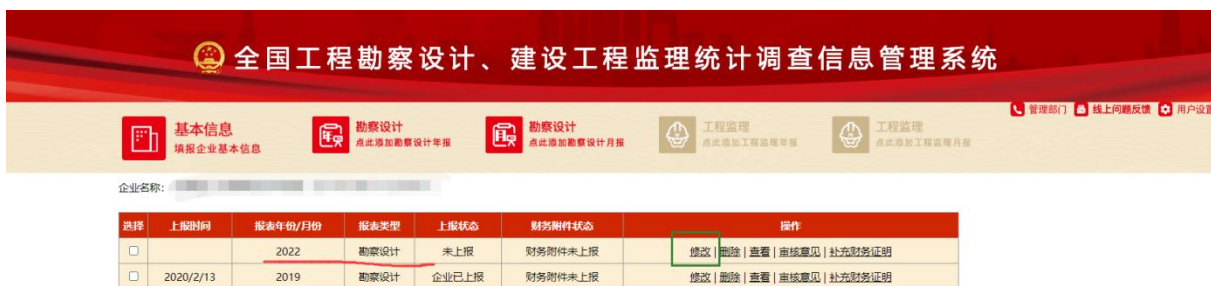 全国工程勘察设计、建设工程监理统计调查信息管理系统
管理部门 线上问题反馈 用户设置
基本信息
填报企业基本信息
勘察设计
点此添加勘察设计年报
勘察设计
点此添加勘察设计月报
工程监理
点此添加工程监理年报
工程监理
点此添加工程监理月报
企业名称:
选择 上报时间 报表年份/月份 报表类型 上报状态 财务附件状态 操作
2022 勘察设计 未上报 财务附件未上报 修改 | 删除 | 查看 | 审核意见 | 补充财务证明
2020/2/13 2019 勘察设计 企业已上报 财务附件未上报 修改 | 删除 | 查看 | 审核意见 | 补充财务证明